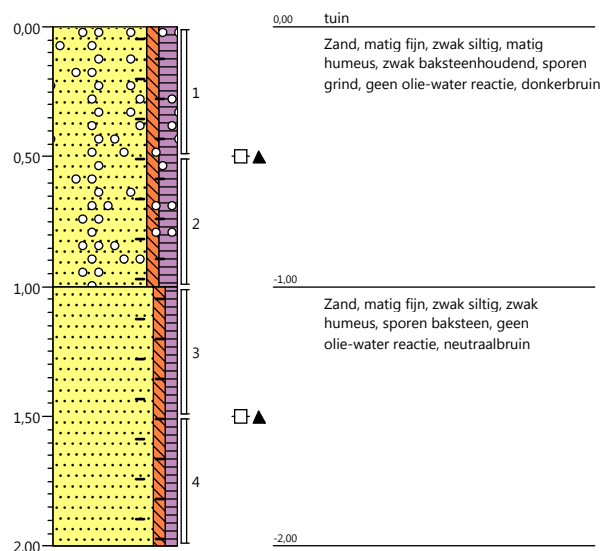 0,00
0,50
1,00
1,50
2,00
1
2
3
4
0,00 tuin
Zand, matig fijn, zwak siltig, matig
humeus, zwak baksteenhoudend, sporen
grind, geen olie-water reactie, donkerbruin
-1,00
Zand, matig fijn, zwak siltig, zwak
humeus, sporen baksteen, geen
olie-water reactie, neutraalbruin
-2,00